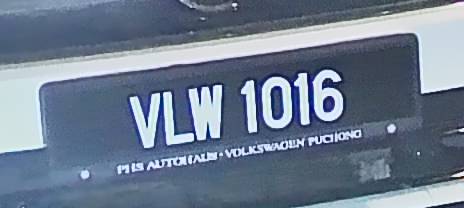 VLW 1016
PHS AUTOHAUS · VOLKSWAGEN PUCHONG